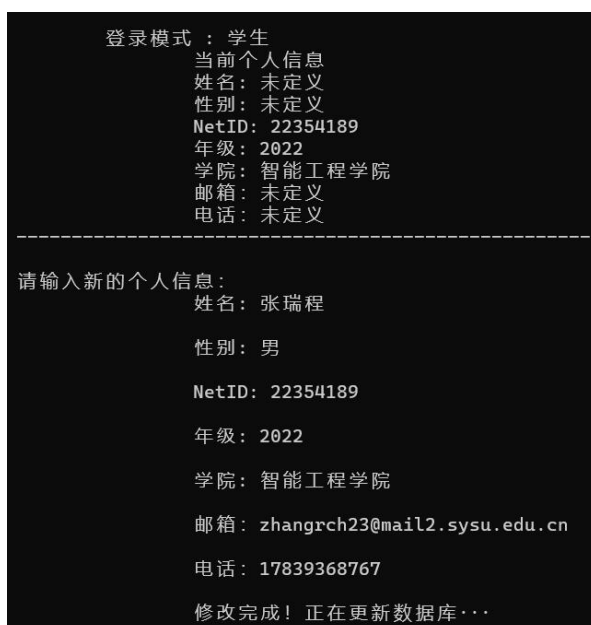 登录模式 : 学生
当前个人信息
姓名: 未定义
性别: 未定义
NetID: 22354189
年级: 2022
学院: 智能工程学院
邮箱: 未定义
电话: 未定义
----------------------------------------------------
请输入新的个人信息:
姓名: 张瑞程
性别: 男
NetID: 22354189
年级: 2022
学院: 智能工程学院
邮箱: zhangrch23@mail2.sysu.edu.cn
电话: 17839368767
修改完成! 正在更新数据库···